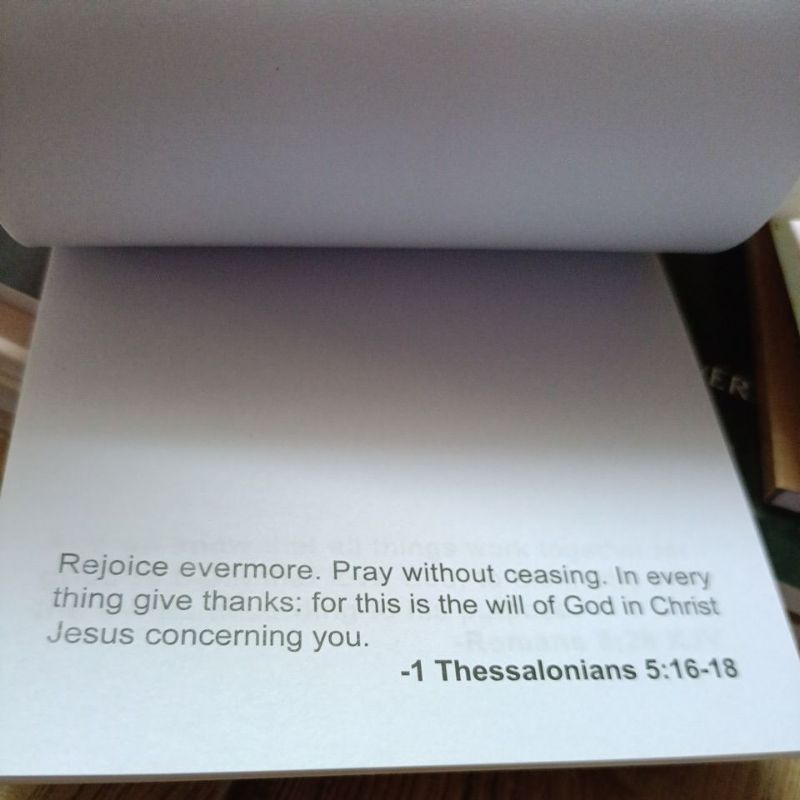 Rejoice evermore. Pray without ceasing. In every
thing give thanks: for this is the will of God in Christ
Jesus concerning you.
-1 Thessalonians 5:16-18